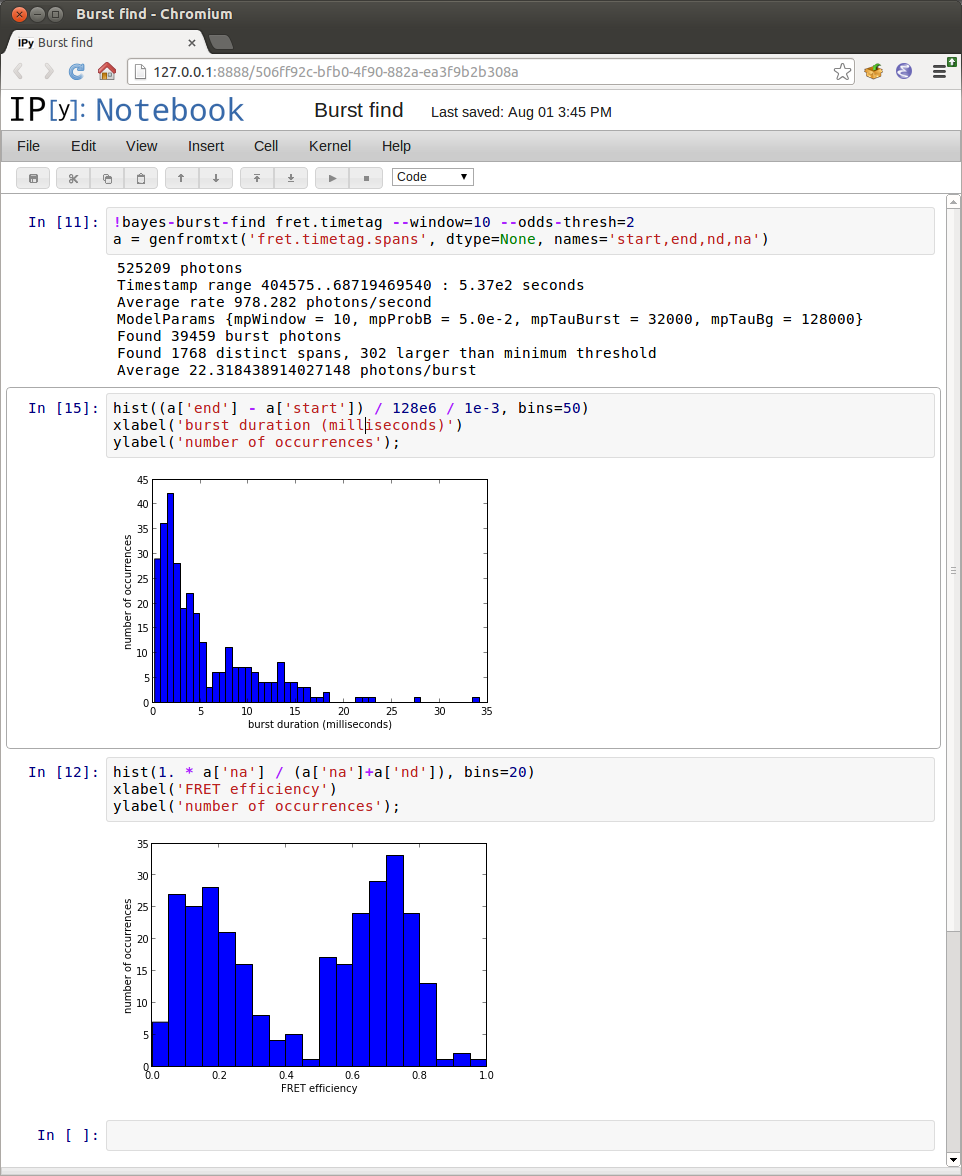 Burst find - Chromium
IPy Burst find
127.0.0.1:8888/506ff92c-bfb0-4f90-882a-ea3f9b2b308a
IP[y]: Notebook Burst find Last saved: Aug 01 3:45 PM
File Edit View Insert Cell Kernel Help
Code
In [11]: !bayes-burst-find fret.timetag --window=10 --odds-thresh=2
a = genfromtxt('fret.timetag.spans', dtype=None, names='start,end,nd,na')
525209 photons
Timestamp range 404575..68719469540 : 5.37e2 seconds
Average rate 978.282 photons/second
ModelParams {mpWindow = 10, mpProbB = 5.0e-2, mpTauBurst = 32000, mpTauBg = 128000}
Found 39459 burst photons
Found 1768 distinct spans, 302 larger than minimum threshold
Average 22.318438914027148 photons/burst
In [15]: hist((a['end'] - a['start']) / 128e6 / 1e-3, bins=50)
xlabel('burst duration (milliseconds)')
ylabel('number of occurrences');
45
40
35
30
25
20
15
10
5
0
number of occurrences
0 5 10 15 20 25 30 35
burst duration (milliseconds)
In [12]: hist(1. * a['na'] / (a['na']+a['nd']), bins=20)
xlabel('FRET efficiency')
ylabel('number of occurrences');
35
30
25
20
15
10
5
0
number of occurrences
0.0 0.2 0.4 0.6 0.8 1.0
FRET efficiency
In [ ]: